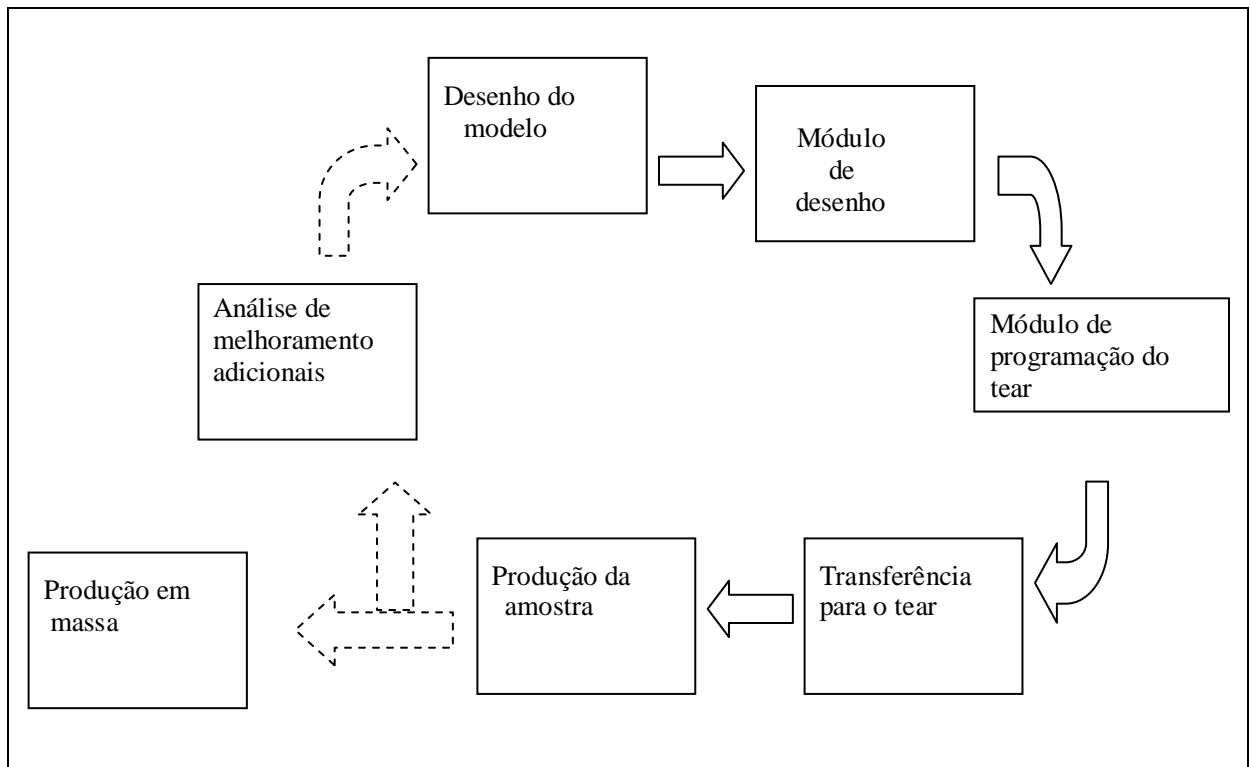 Desenho do
modelo
Módulo
de
desenho
Análise de
melhoramento
adicionais
Módulo de
programação do
tear
Produção em
massa
Produção da
amostra
Transferência
para o tear